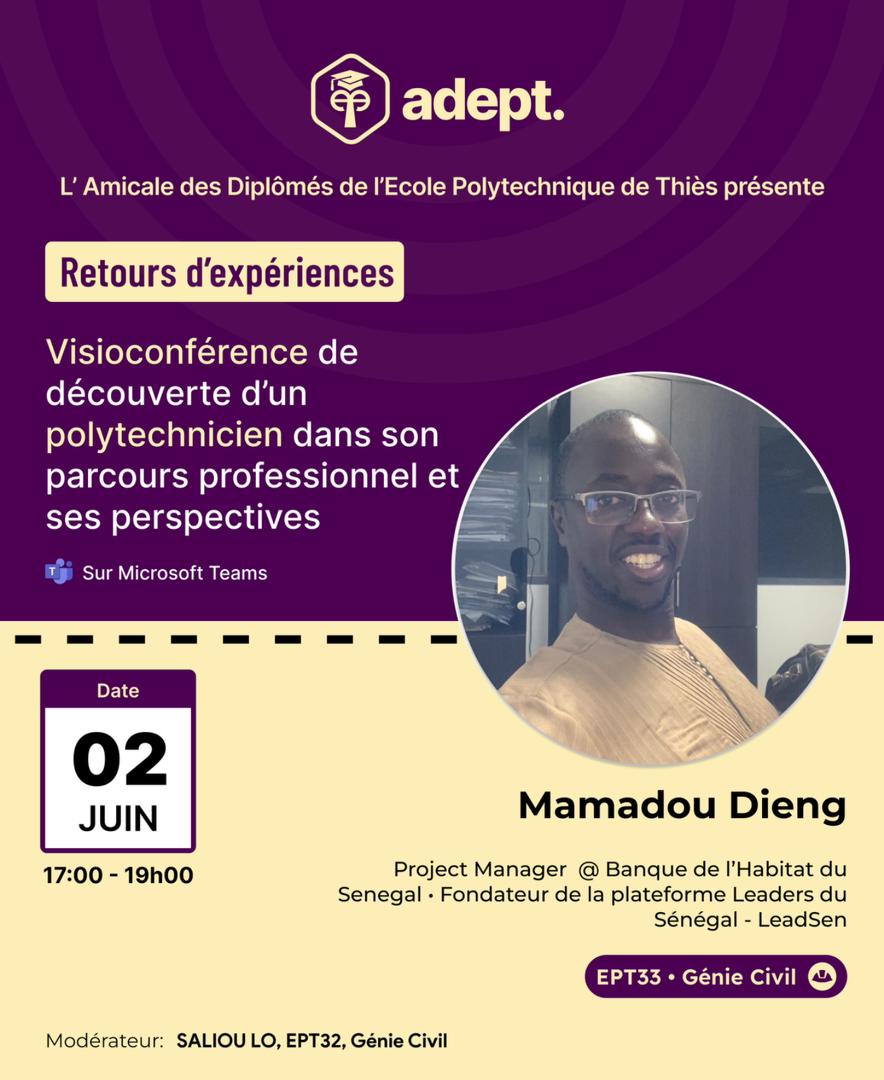 adept.
L' Amicale des Diplômés de l'Ecole Polytechnique de Thiès présente
Retours d'expériences
Visioconférence de
découverte d'un
polytechnicien dans son
parcours professionnel et
ses perspectives
T
Sur Microsoft Teams
Date
02
JUIN
17:00 - 19h00
Mamadou Dieng
Project Manager @ Banque de l'Habitat du
Senegal • Fondateur de la plateforme Leaders du
Sénégal - LeadSen
EPT33 • Génie Civil
Modérateur: SALIOU LO, EPT32, Génie Civil